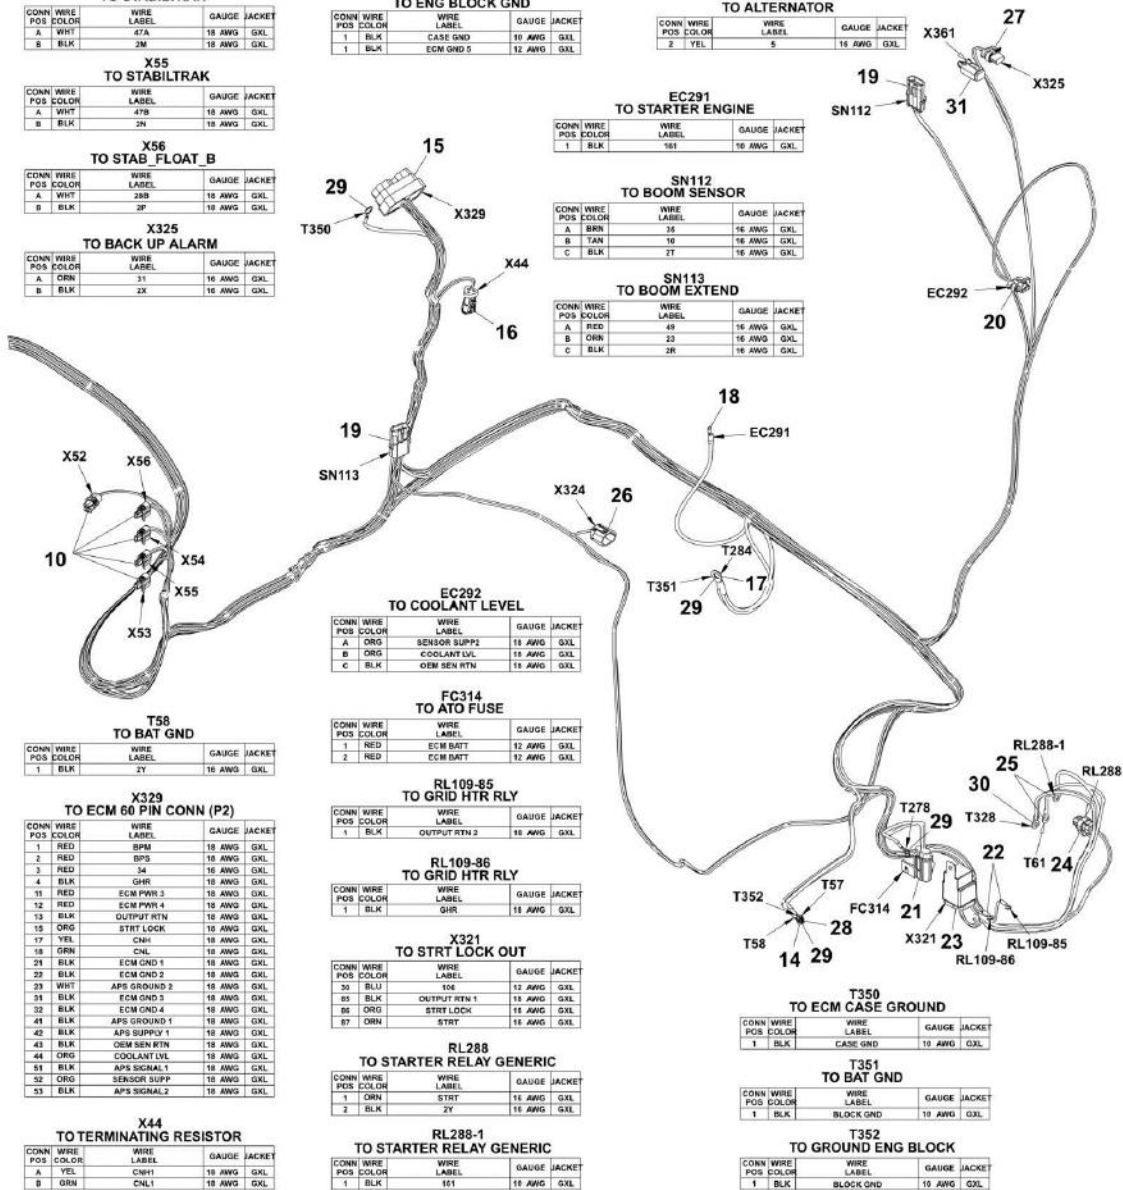 TO STABILTRAK
CONN POS WIRE COLOR WIRE LABEL GAUGE JACKET
A WHT 47A 18 AWG GXL
B BLK 2M 18 AWG GXL
X55
TO STABILTRAK
CONN POS WIRE COLOR WIRE LABEL GAUGE JACKET
A WHT 47B 18 AWG GXL
B BLK 2N 18 AWG GXL
X56
TO STAB_FLOAT_B
CONN POS WIRE COLOR WIRE LABEL GAUGE JACKET
A WHT 28B 18 AWG GXL
B BLK 2P 18 AWG GXL
X325
TO BACK UP ALARM
CONN POS WIRE COLOR WIRE LABEL GAUGE JACKET
A ORN 31 16 AWG GXL
B BLK 2X 16 AWG GXL
TO ENG BLOCK GND
CONN POS WIRE COLOR WIRE LABEL GAUGE JACKET
1 BLK CASE GND 10 AWG GXL
1 BLK ECM GND 5 12 AWG GXL
TO ALTERNATOR
CONN POS WIRE COLOR WIRE LABEL GAUGE JACKET
2 YEL 5 16 AWG GXL
EC291
TO STARTER ENGINE
CONN POS WIRE COLOR WIRE LABEL GAUGE JACKET
1 BLK 161 10 AWG GXL
SN112
TO BOOM SENSOR
CONN POS WIRE COLOR WIRE LABEL GAUGE JACKET
A BRN 35 16 AWG GXL
B TAN 10 16 AWG GXL
C BLK 2T 16 AWG GXL
SN113
TO BOOM EXTEND
CONN POS WIRE COLOR WIRE LABEL GAUGE JACKET
A RED 49 16 AWG GXL
B ORN 23 16 AWG GXL
C BLK 2R 16 AWG GXL
27
X361
19
X325
31
SN112
15
29
X329
T350
X44
16
EC292
20
18
EC291
19
SN113
X52
X56
X324
26
10
X54
X55
X53
T284
T351
17
29
EC292
TO COOLANT LEVEL
CONN POS WIRE COLOR WIRE LABEL GAUGE JACKET
A ORG SENSOR SUPP2 18 AWG GXL
B ORG COOLANT LVL 18 AWG GXL
C BLK OEM SEN RTN 18 AWG GXL
FC314
TO ATO FUSE
CONN POS WIRE COLOR WIRE LABEL GAUGE JACKET
1 RED ECM BATT 12 AWG GXL
2 RED ECM BATT 12 AWG GXL
RL109-85
TO GRID HTR RLY
CONN POS WIRE COLOR WIRE LABEL GAUGE JACKET
1 BLK OUTPUT RTN 2 18 AWG GXL
RL109-86
TO GRID HTR RLY
CONN POS WIRE COLOR WIRE LABEL GAUGE JACKET
1 BLK GHR 18 AWG GXL
X321
TO STRT LOCK OUT
CONN POS WIRE COLOR WIRE LABEL GAUGE JACKET
30 BLU 106 12 AWG GXL
85 BLK OUTPUT RTN 1 18 AWG GXL
86 ORG STRT LOCK 18 AWG GXL
87 ORN STRT 16 AWG GXL
RL288
TO STARTER RELAY GENERIC
CONN POS WIRE COLOR WIRE LABEL GAUGE JACKET
1 ORN STRT 16 AWG GXL
2 BLK 2Y 16 AWG GXL
RL288-1
TO STARTER RELAY GENERIC
CONN POS WIRE COLOR WIRE LABEL GAUGE JACKET
1 BLK 161 10 AWG GXL
T58
TO BAT GND
CONN POS WIRE COLOR WIRE LABEL GAUGE JACKET
1 BLK 2Y 16 AWG GXL
X329
TO ECM 60 PIN CONN (P2)
CONN POS WIRE COLOR WIRE LABEL GAUGE JACKET
1 RED BPM 18 AWG GXL
2 RED BPS 18 AWG GXL
3 RED 34 16 AWG GXL
4 BLK GHR 18 AWG GXL
11 RED ECM PWR 3 18 AWG GXL
12 RED ECM PWR 4 18 AWG GXL
13 BLK OUTPUT RTN 18 AWG GXL
15 ORG STRT LOCK 18 AWG GXL
17 YEL CNH 18 AWG GXL
18 GRN CNL 18 AWG GXL
21 BLK ECM GND 1 18 AWG GXL
22 BLK ECM GND 2 18 AWG GXL
23 WHT APS GROUND 2 18 AWG GXL
31 BLK ECM GND 3 18 AWG GXL
32 BLK ECM GND 4 18 AWG GXL
41 BLK APS GROUND 1 18 AWG GXL
42 BLK APS SUPPLY 1 18 AWG GXL
43 BLK OEM SEN RTN 18 AWG GXL
44 ORG COOLANT LVL 18 AWG GXL
51 BLK APS SIGNAL1 18 AWG GXL
52 ORG SENSOR SUPP 18 AWG GXL
53 BLK APS SIGNAL2 18 AWG GXL
X44
TO TERMINATING RESISTOR
CONN POS WIRE COLOR WIRE LABEL GAUGE JACKET
A YEL CNH1 18 AWG GXL
B GRN CNL1 18 AWG GXL
RL288-1
25
RL288
30
T328
T61
24
T278
29
22
T352
T57
FC314
21
T58
28
X321
23
RL109-85
14
29
RL109-86
T350
TO ECM CASE GROUND
CONN POS WIRE COLOR WIRE LABEL GAUGE JACKET
1 BLK CASE GND 10 AWG GXL
T351
TO BAT GND
CONN POS WIRE COLOR WIRE LABEL GAUGE JACKET
1 BLK BLOCK GND 10 AWG GXL
T352
TO GROUND ENG BLOCK
CONN POS WIRE COLOR WIRE LABEL GAUGE JACKET
1 BLK BLOCK GND 10 AWG GXL